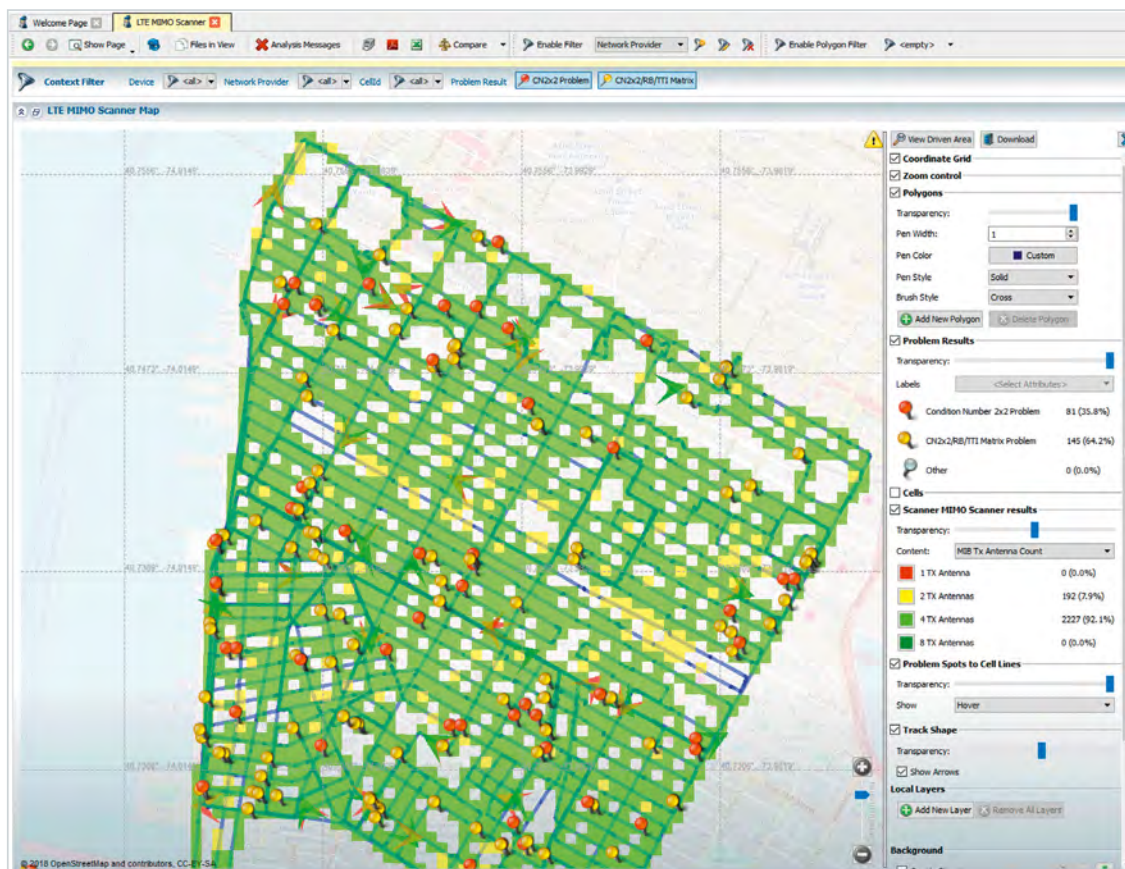 Welcome Page
LTE MIMO Scanner
Show Page
Files in View
Analysis Messages
Compare
Enable Filter
Network Provider
Enable Polygon Filter
<empty>
Context Filter
Device
<all>
Network Provider
<all>
CellId
<all>
Problem Result
CN2x2 Problem
CN2x2/RB/TTI Matrix
LTE MIMO Scanner Map
View Driven Area
Download
Coordinate Grid
Zoom control
Polygons
Transparency:
Pen Width:
1
Pen Color
Custom
Pen Style
Solid
Brush Style
Cross
Add New Polygon
Delete Polygon
Problem Results
Transparency:
Labels
<Select Attributes>
Condition Number 2x2 Problem 81 (35.8%)
CN2x2/RB/TTI Matrix Problem 145 (64.2%)
Other 0 (0.0%)
Cells
Scanner MIMO Scanner results
Transparency:
Content:
MIB Tx Antenna Count
1 TX Antenna 0 (0.0%)
2 TX Antennas 192 (7.9%)
4 TX Antennas 2227 (92.1%)
8 TX Antennas 0 (0.0%)
Problem Spots to Cell Lines
Transparency:
Show
Hover
Track Shape
Transparency:
Show Arrows
Local Layers
Add New Layer
Remove All Layers
Background
© 2018 OpenStreetMap and contributors, CC-BY-SA